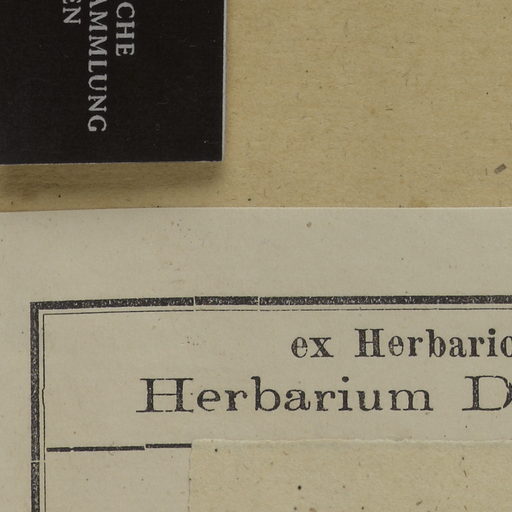 CHE
AMMLUNG
EN
ex Herbario
Herbarium D